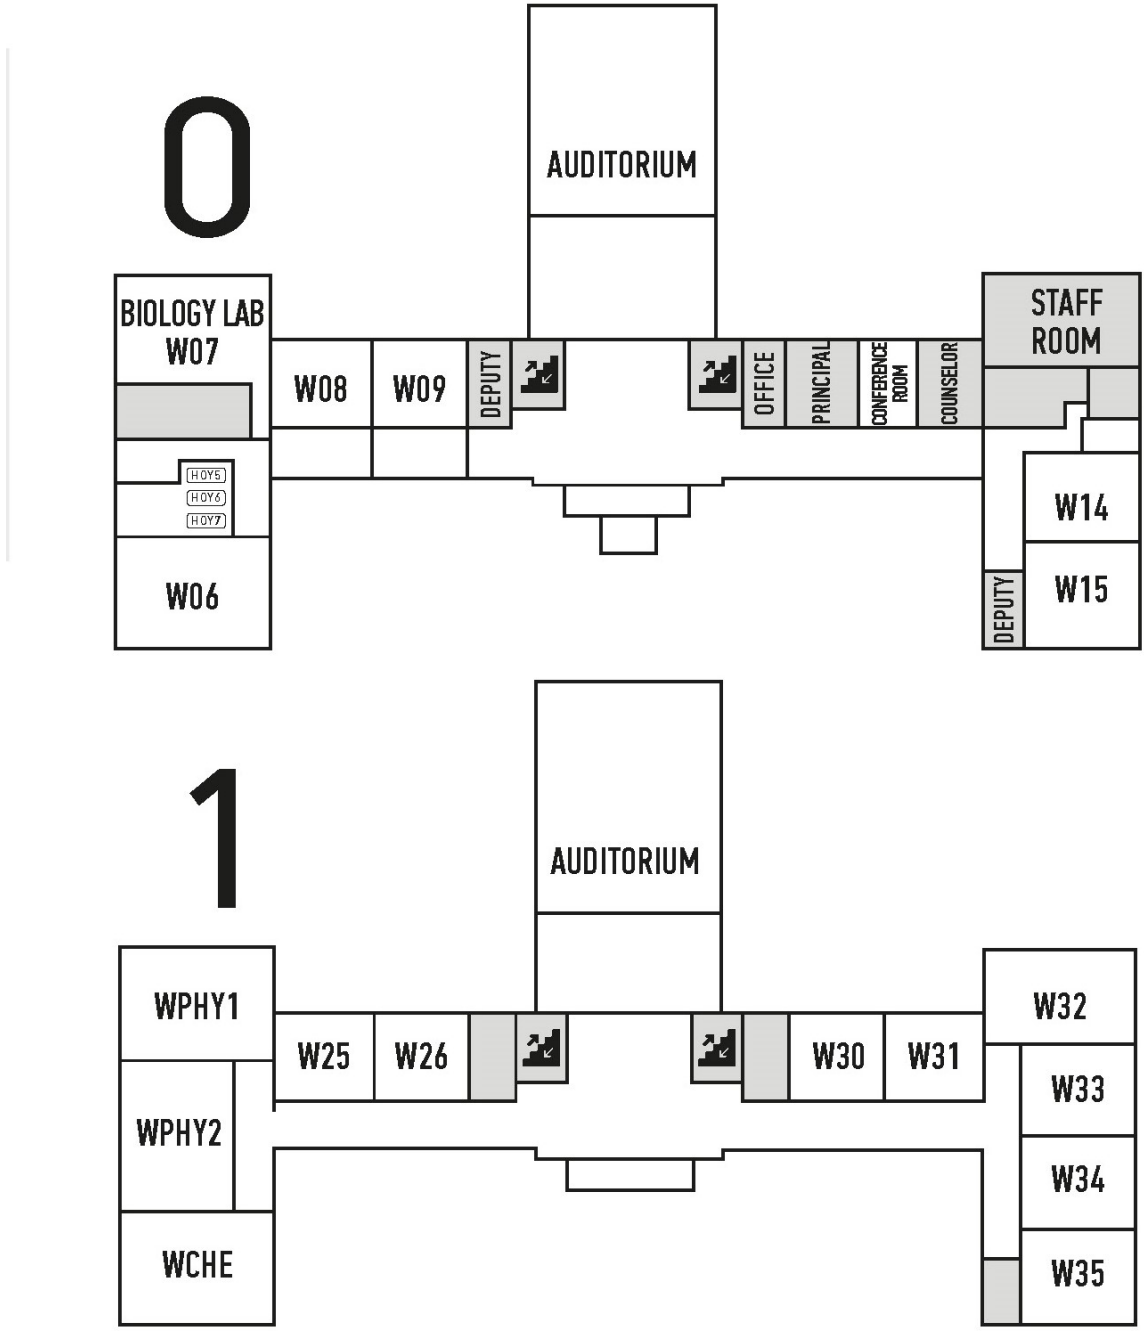 0
AUDITORIUM
BIOLOGY LAB
W07
W08
W09
DEPUTY
OFFICE
PRINCIPAL
CONFERENCE
ROOM
COUNSELOR
STAFF
ROOM
HOY5
HOY6
HOY7
W06
W14
W15
DEPUTY
1
AUDITORIUM
WPHY1
W25
W26
W30
W31
W32
WPHY2
W33
W34
WCHE
W35